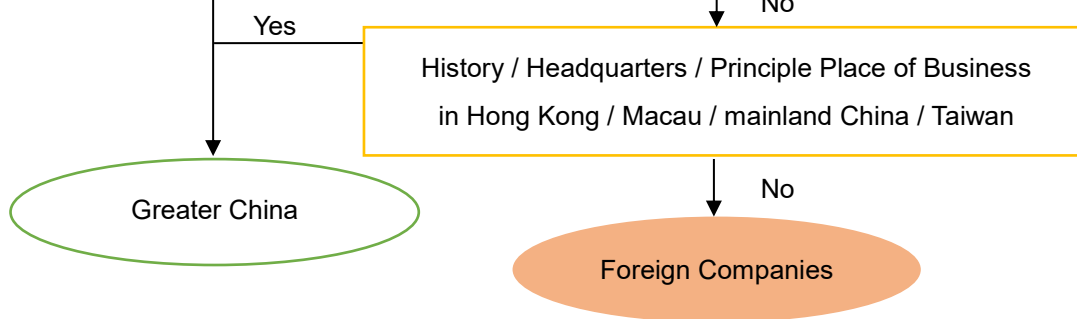 No
Yes
History / Headquarters / Principle Place of Business
in Hong Kong / Macau / mainland China / Taiwan
No
Greater China
Foreign Companies